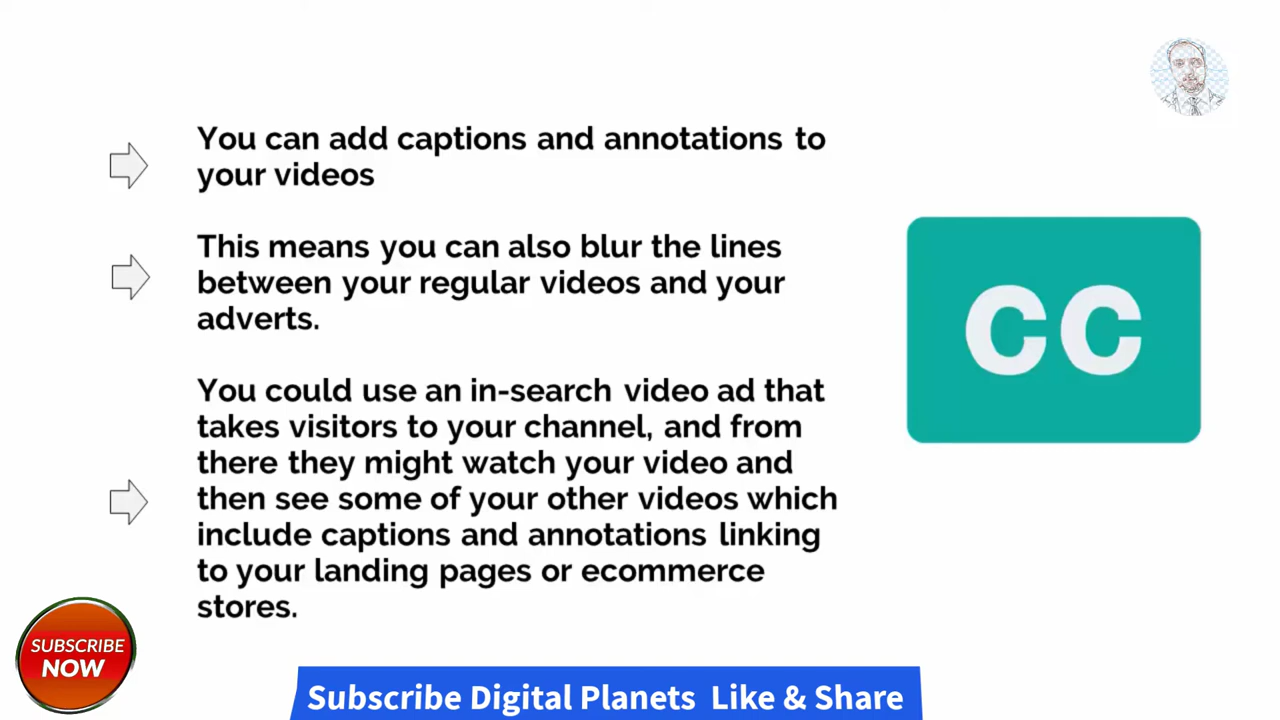 You can add captions and annotations to
your videos
This means you can also blur the lines
between your regular videos and your
adverts.
You could use an in-search video ad that
takes visitors to your channel, and from
there they might watch your video and
then see some of your other videos which
include captions and annotations linking
to your landing pages or ecommerce
stores.
CC
SUBSCRIBE
NOW
Subscribe Digital Planets Like & Share